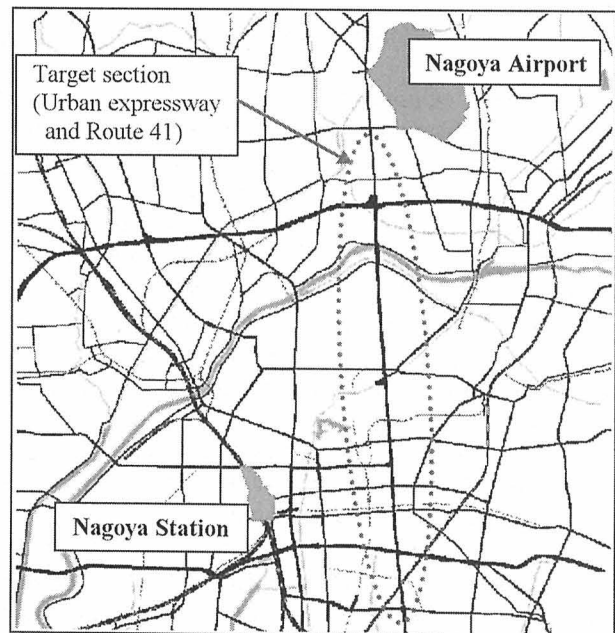 Target section
(Urban expressway
and Route 41)
Nagoya Airport
Nagoya Station